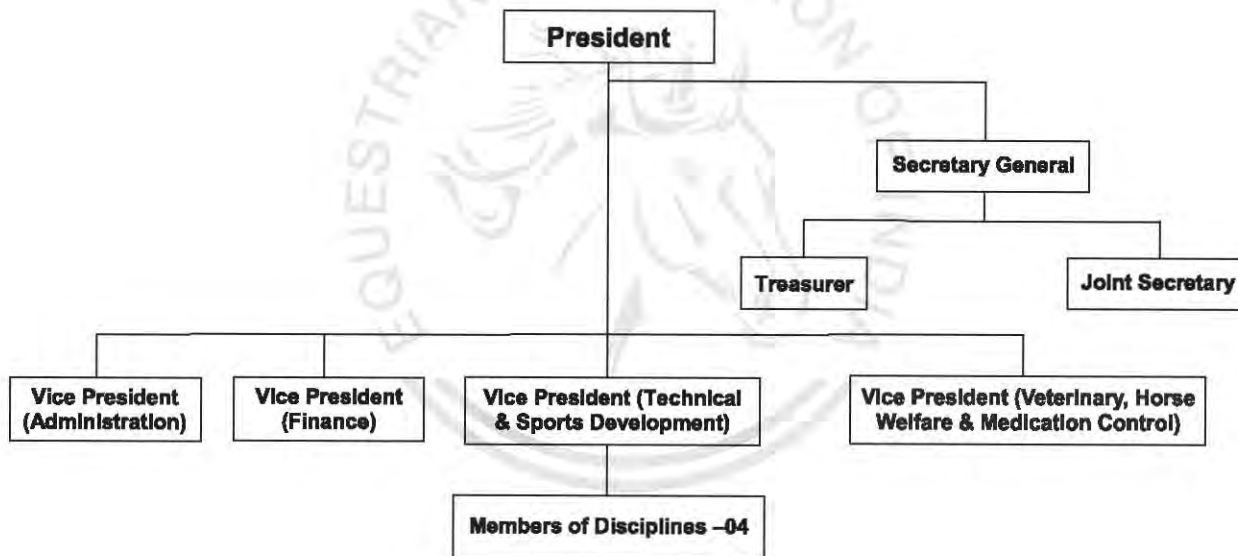 President
Secretary General
Treasurer
Joint Secretary
Vice President
(Administration)
Vice President
(Finance)
Vice President (Technical
& Sports Development)
Vice President (Veterinary, Horse
Welfare & Medication Control)
Members of Disciplines –04